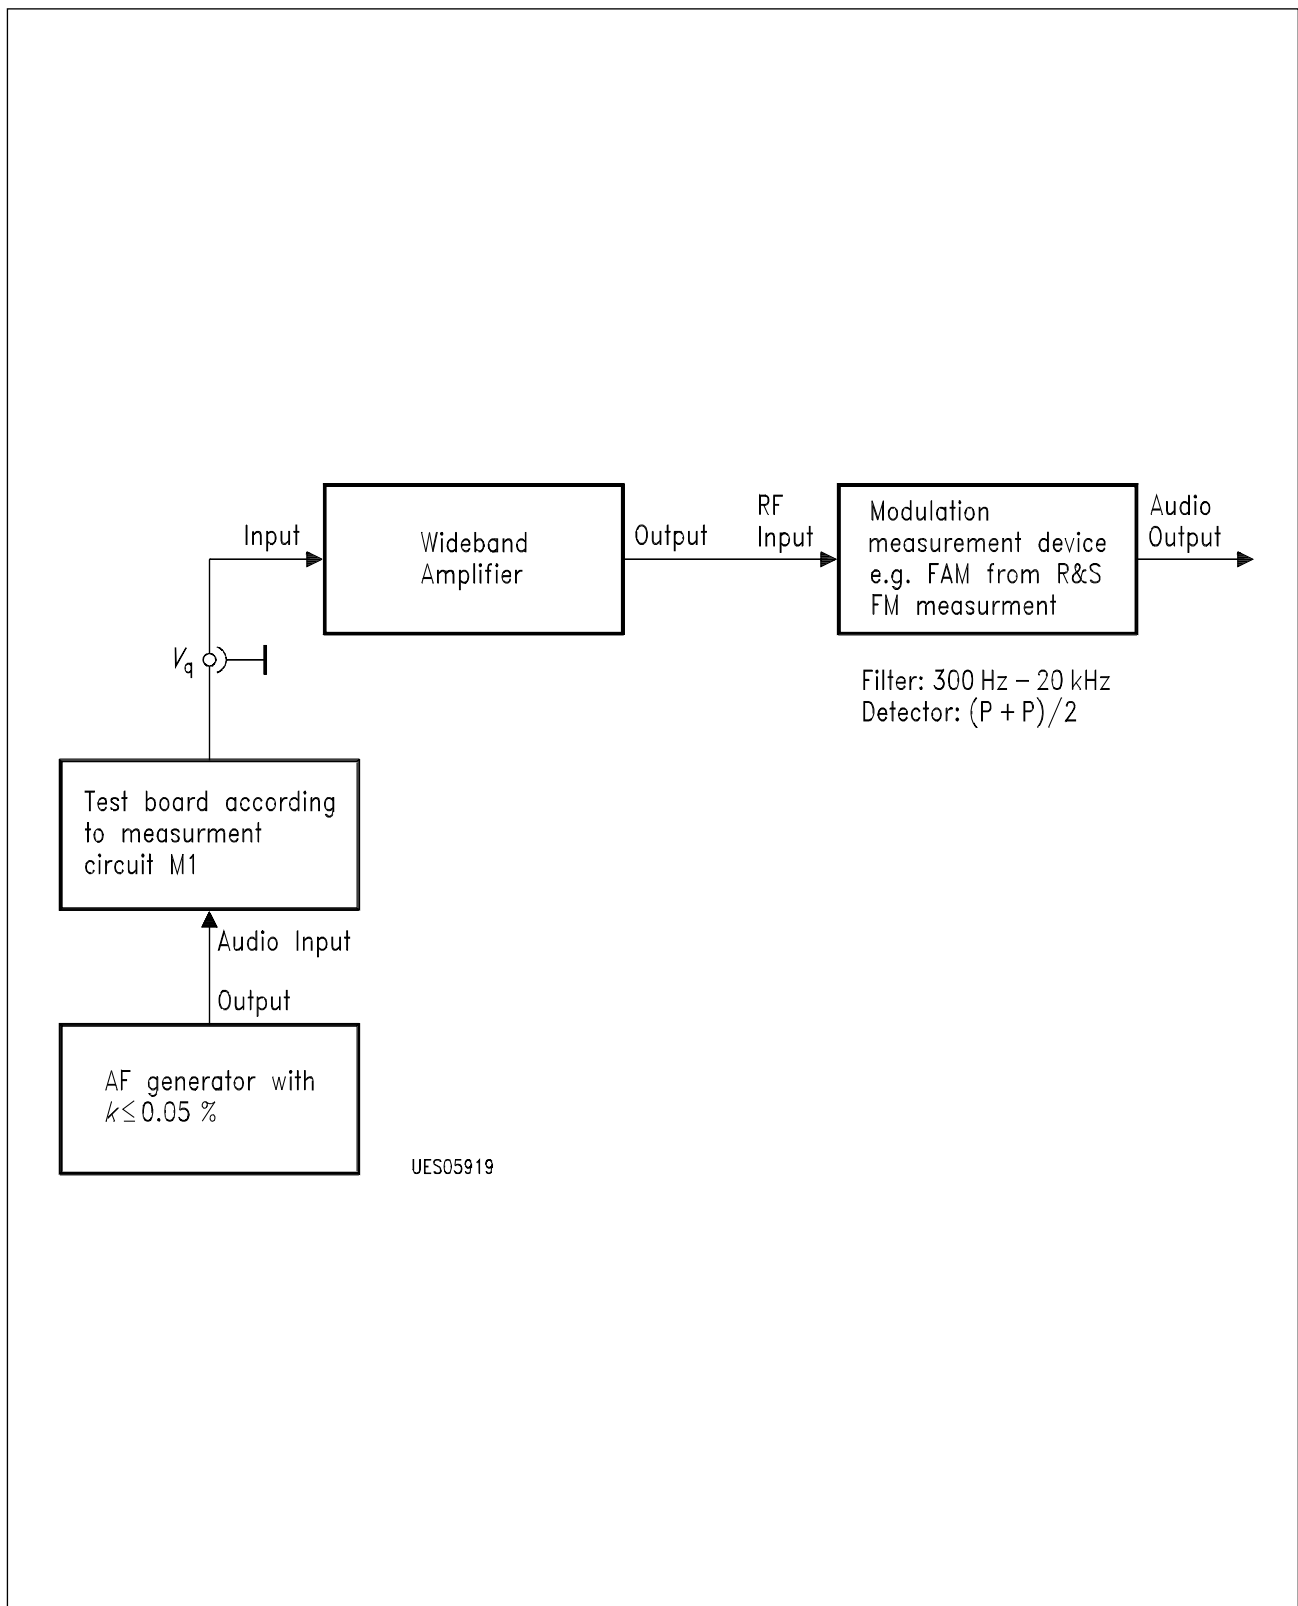 Input
Wideband
Amplifier
Output
RF
Input
Modulation
measurement device
e.g. FAM from R&S
FM measurment
Audio
Output
Vq
Filter: 300 Hz – 20 kHz
Detector: (P + P)/2
Test board according
to measurment
circuit M1
Audio Input
Output
AF generator with
k≤0.05 %
UES05919